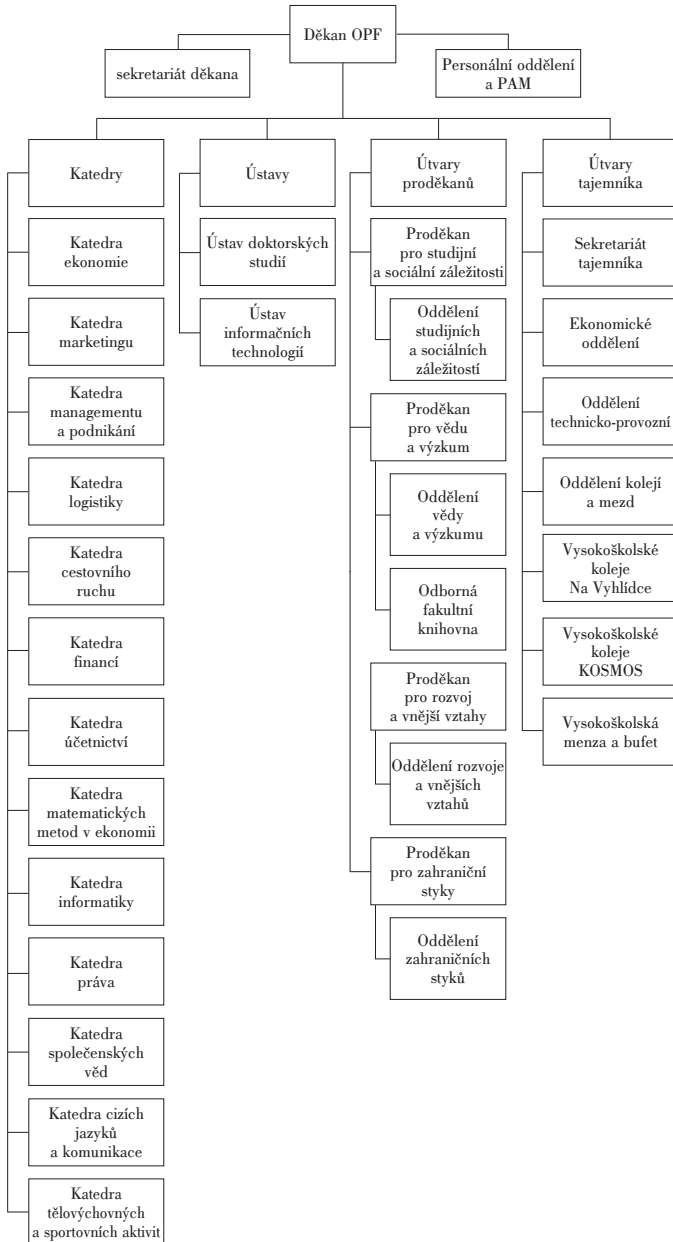 Děkan OPF
sekretariát děkana
Personální oddělení
a PAM
Katedry
Katedra
ekonomie
Katedra
marketingu
Katedra
managementu
a podnikání
Katedra
logistiky
Katedra
cestovního
ruchu
Katedra
financí
Katedra
účetnictví
Katedra
matematických
metod v ekonomii
Katedra
informatiky
Katedra
práva
Katedra
společenských
věd
Katedra cizích
jazyků
a komunikace
Katedra
tělovýchovných
a sportovních aktivit
Ústavy
Ústav doktorských
studií
Ústav
informačních
technologií
Útvary
proděkanů
Proděkan
pro studijní
a sociální záležitosti
Oddělení
studijních
a sociálních
záležitostí
Proděkan
pro vědu
a výzkum
Oddělení
vědy
a výzkumu
Odborná
fakultní
knihovna
Proděkan
pro rozvoj
a vnější vztahy
Oddělení rozvoje
a vnějších
vztahů
Proděkan
pro zahraniční
styky
Oddělení
zahraničních
styků
Útvary
tajemníka
Sekretariát
tajemníka
Ekonomické
oddělení
Oddělení
technicko-provozní
Oddělení kolejí
a mezd
Vysokoškolské
koleje
Na Vyhlídce
Vysokoškolské
koleje
KOSMOS
Vysokoškolská
menza a bufet